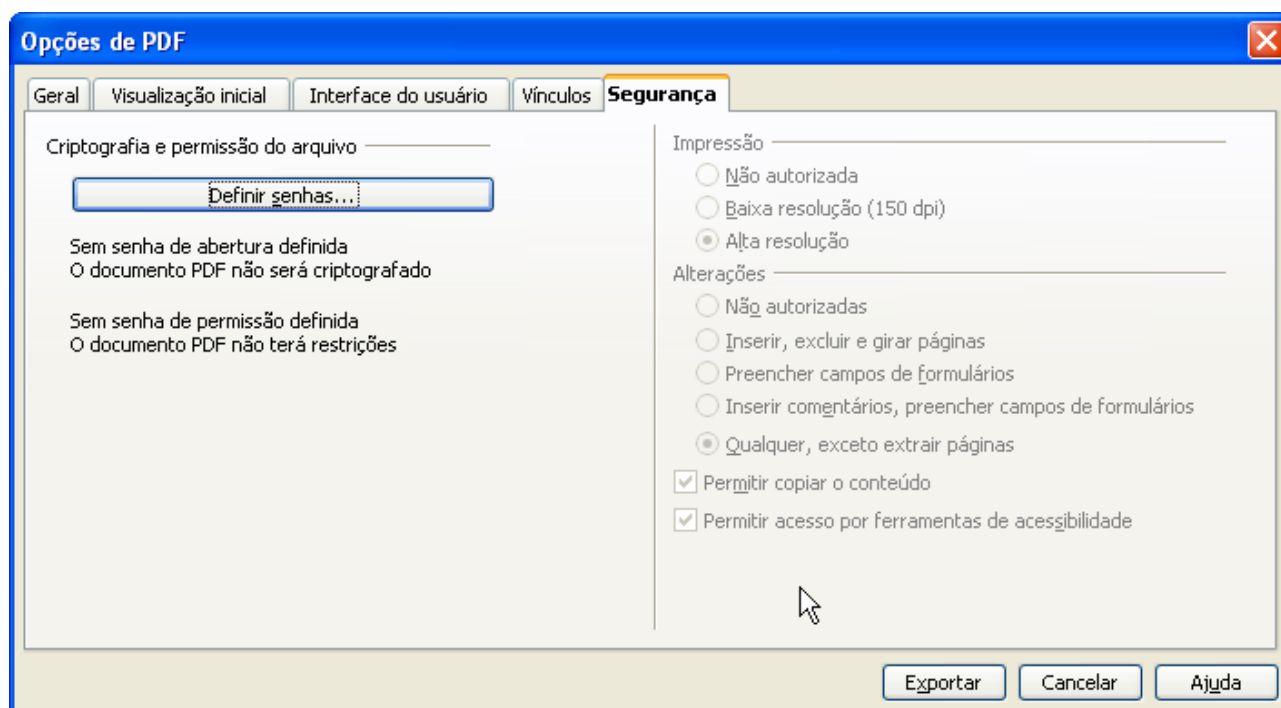 Opções de PDF
Geral Visualização inicial Interface do usuário Vínculos Segurança
Criptografia e permissão do arquivo
Definir senhas...
Sem senha de abertura definida
O documento PDF não será criptografado
Sem senha de permissão definida
O documento PDF não terá restrições
Impressão
Não autorizada
Baixa resolução (150 dpi)
Alta resolução
Alterações
Não autorizadas
Inserir, excluir e girar páginas
Preencher campos de formulários
Inserir comentários, preencher campos de formulários
Qualquer, exceto extrair páginas
Permitir copiar o conteúdo
Permitir acesso por ferramentas de acessibilidade
Exportar Cancelar Ajuda